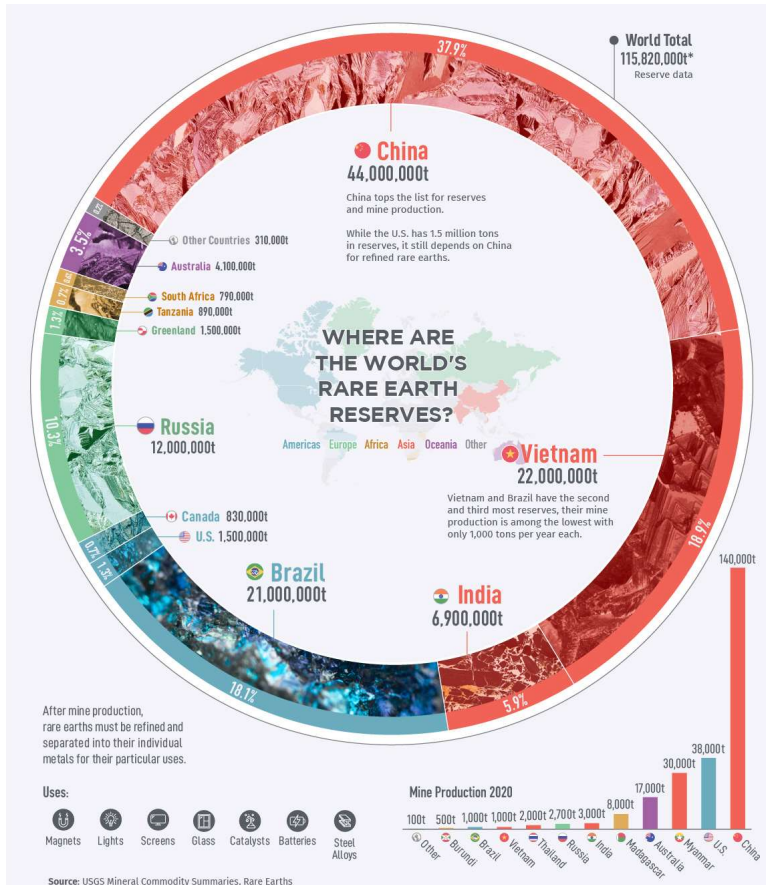 37.9%
World Total
115,820,000t*
Reserve data
China
44,000,000t
China tops the list for reserves
and mine production.
While the U.S. has 1.5 million tons
in reserves, it still depends on China
for refined rare earths.
3.5%
Other Countries 310,000t
Australia 4,100,000t
South Africa 790,000t
0.7%
Tanzania 890,000t
1.3%
Greenland 1,500,000t
WHERE ARE
THE WORLD'S
RARE EARTH
RESERVES?
Americas Europe Africa Asia Oceania Other
10.3%
Russia
12,000,000t
Vietnam
22,000,000t
Vietnam and Brazil have the second
and third most reserves, their mine
production is among the lowest with
only 1,000 tons per year each.
18.9%
Canada 830,000t
0.7%
U.S. 1,500,000t
1.3%
Brazil
21,000,000t
18.1%
India
6,900,000t
5.9%
After mine production,
rare earths must be refined and
separated into their individual
metals for their particular uses.
Uses:
Magnets
Lights
Screens
Glass
Catalysts
Batteries
Steel
Alloys
Mine Production 2020
100t 500t 1,000t 1,000t 2,000t 2,700t 3,000t 8,000t 17,000t 30,000t 38,000t 140,000t
Other Burundi Brazil Vietnam Thailand Russia India Madagascar Australia Myanmar U.S. China
Source: USGS Mineral Commodity Summaries, Rare Earths